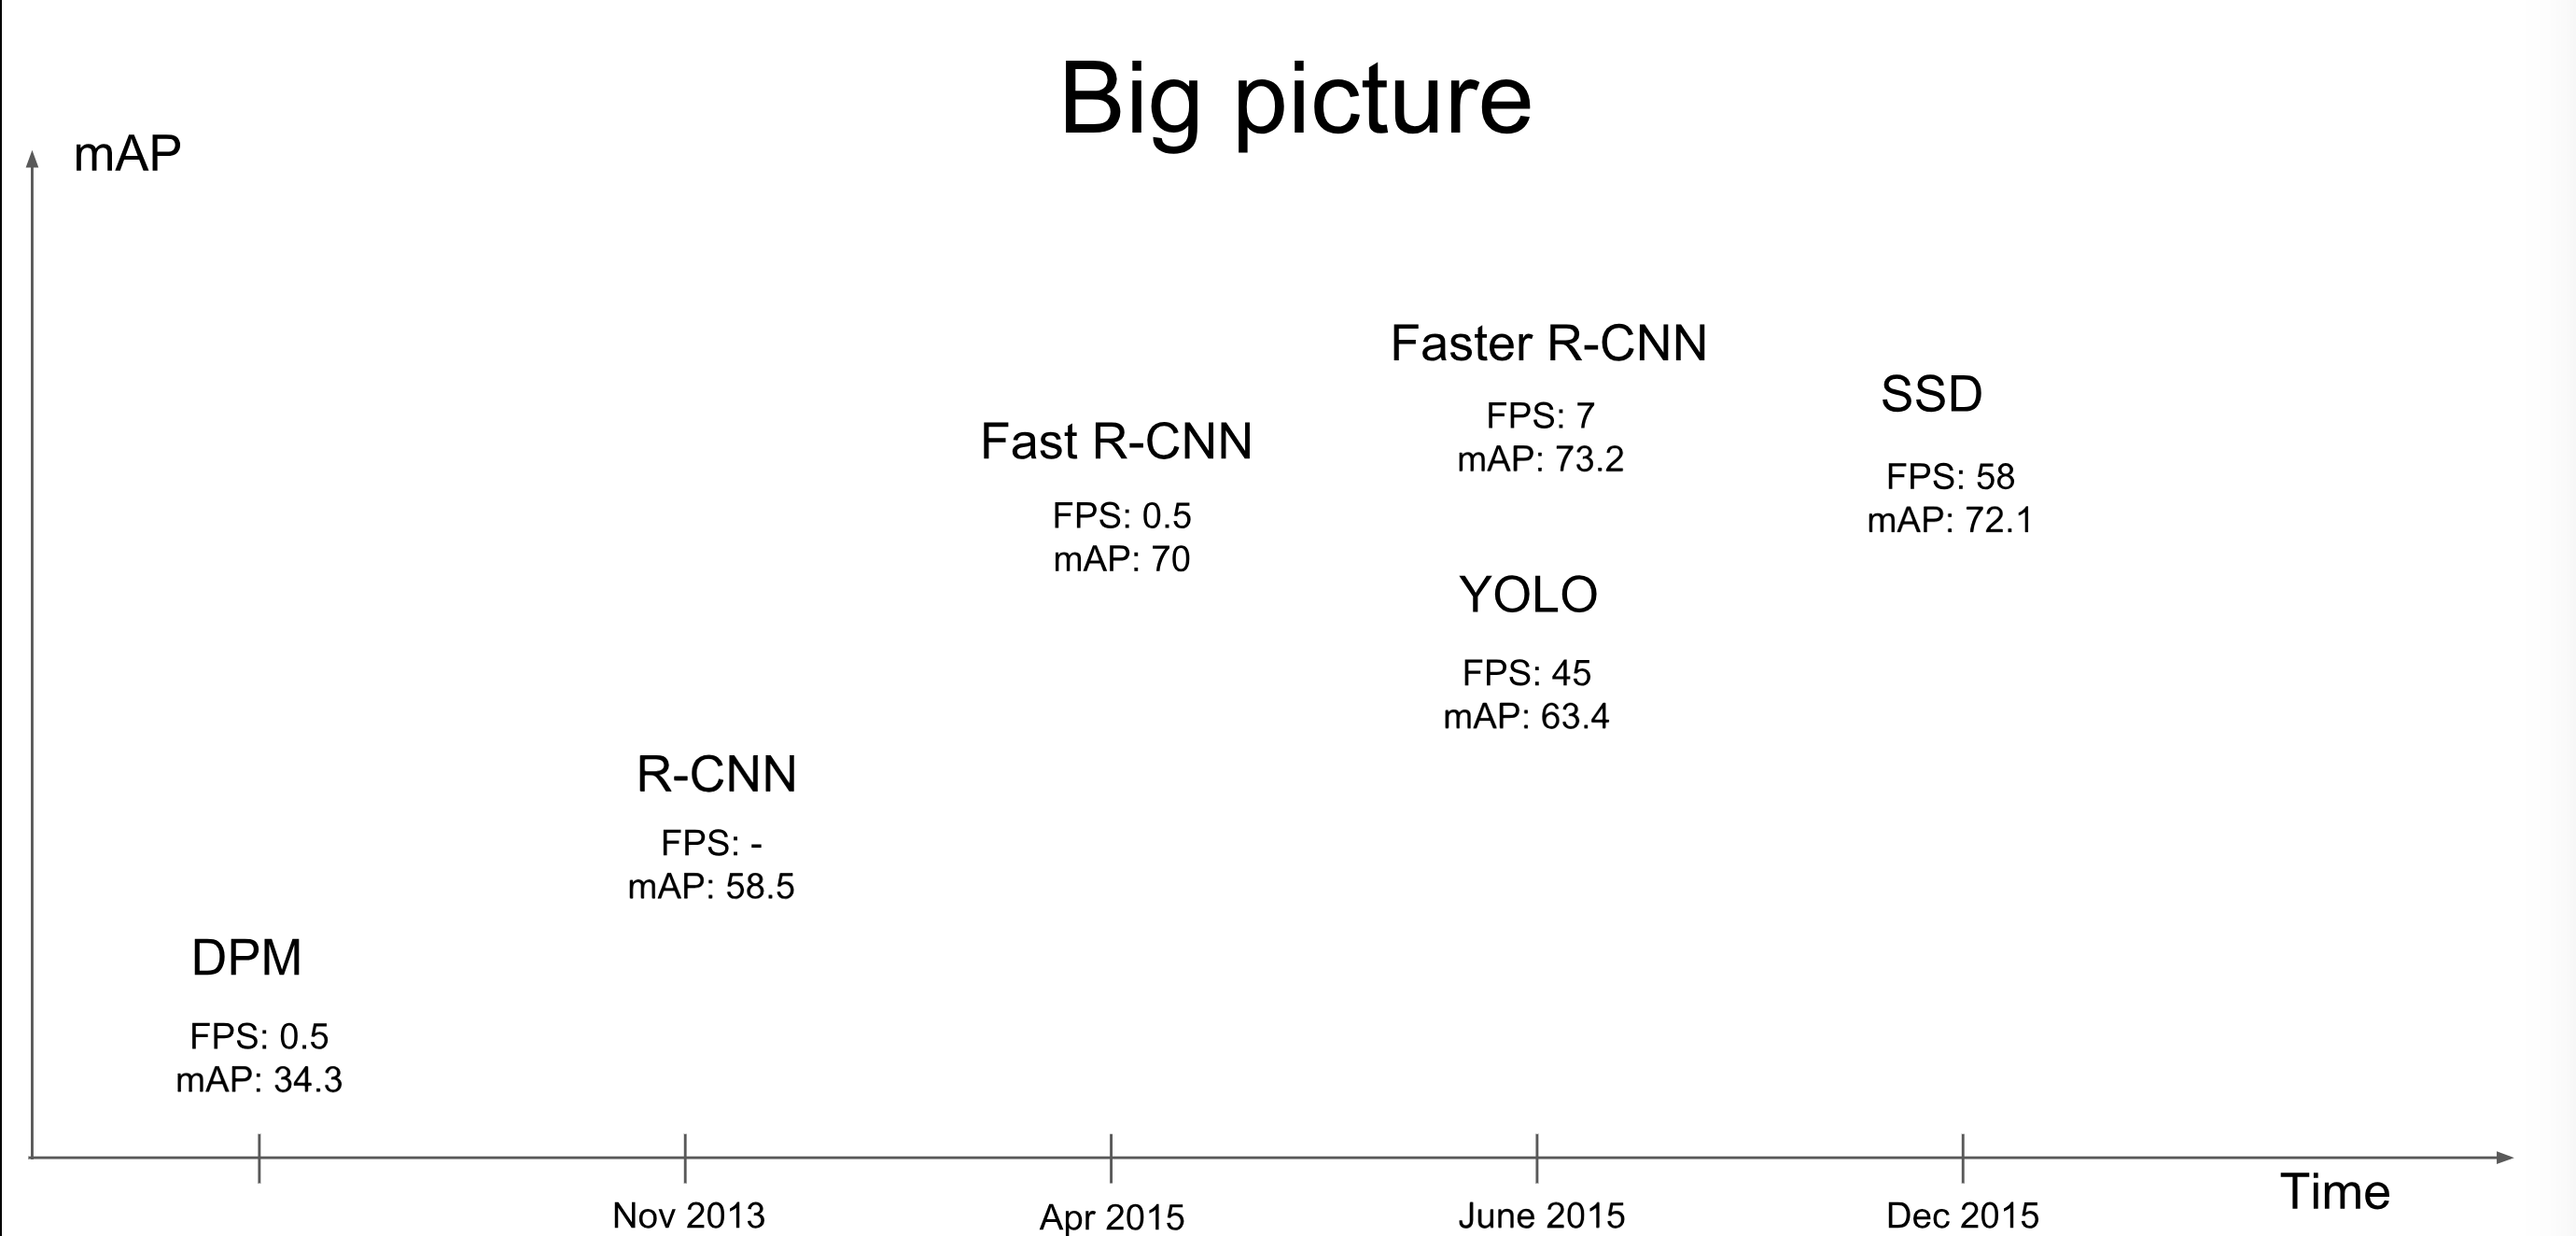 Big picture
mAP
Faster R-CNN
FPS: 7
mAP: 73.2
SSD
FPS: 58
mAP: 72.1
Fast R-CNN
FPS: 0.5
mAP: 70
YOLO
FPS: 45
mAP: 63.4
R-CNN
FPS: -
mAP: 58.5
DPM
FPS: 0.5
mAP: 34.3
Time
Nov 2013
Apr 2015
June 2015
Dec 2015